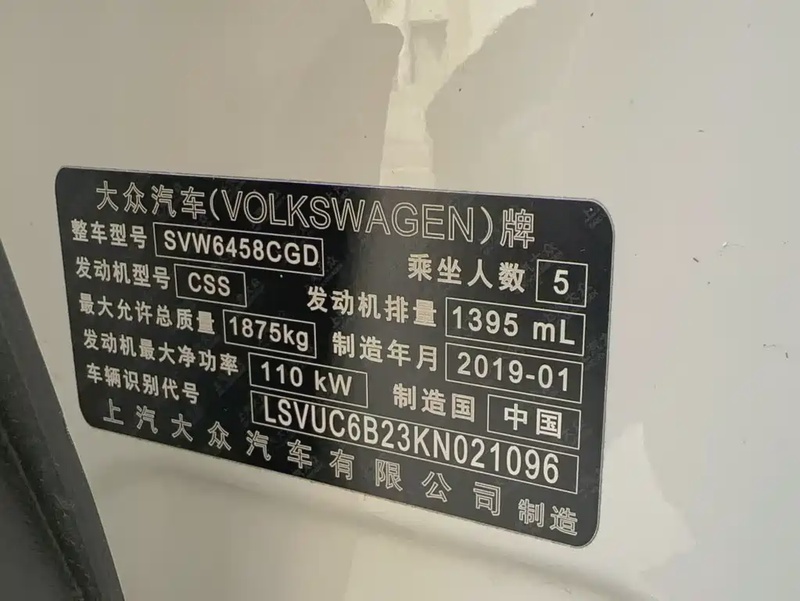 大众汽车(VOLKSWAGEN)牌
整车型号 SVW6458CGD 乘坐人数 5
发动机型号 CSS 发动机排量 1395 mL
最大允许总质量 1875kg 制造年月 2019-01
发动机最大净功率 110 kW 制造国 中国
车辆识别代号 LSVUC6B23KN021096
上汽大众汽车有限公司 制造